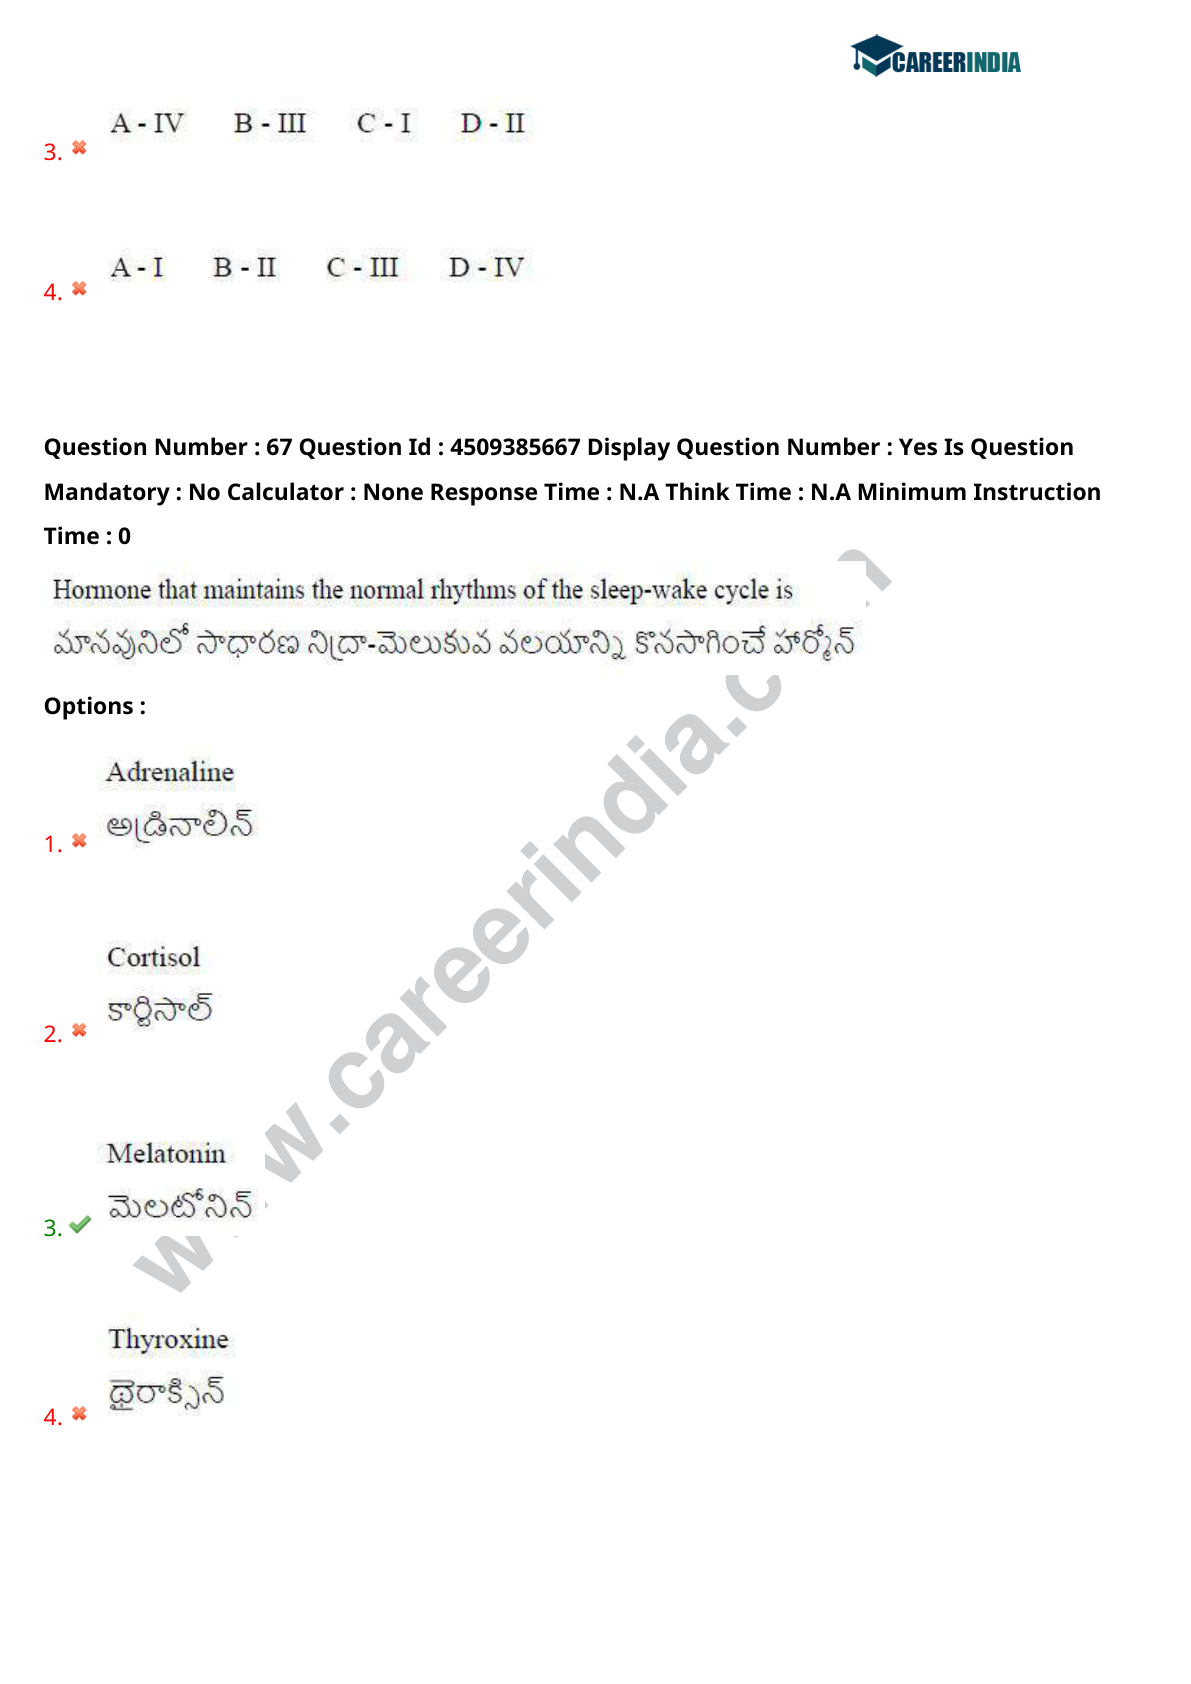 CAREERINDIA
A - IV B - III C - I D - II
3.
A - I B - II C - III D - IV
4.
Question Number : 67 Question Id : 4509385667 Display Question Number : Yes Is Question
Mandatory : No Calculator : None Response Time : N.A Think Time : N.A Minimum Instruction
Time : 0
Hormone that maintains the normal rhythms of the sleep-wake cycle is
మానవునిలో సాధారణ నిద్రా-మెలుకువ వలయాన్ని కొనసాగించే హార్మోన్
Options :
Adrenaline
అడ్రినాలిన్
1.
Cortisol
కార్టిసాల్
2.
Melatonin
మెలటోనిన్
3.
Thyroxine
థైరాక్సిన్
4.
w w.careerindia.c m